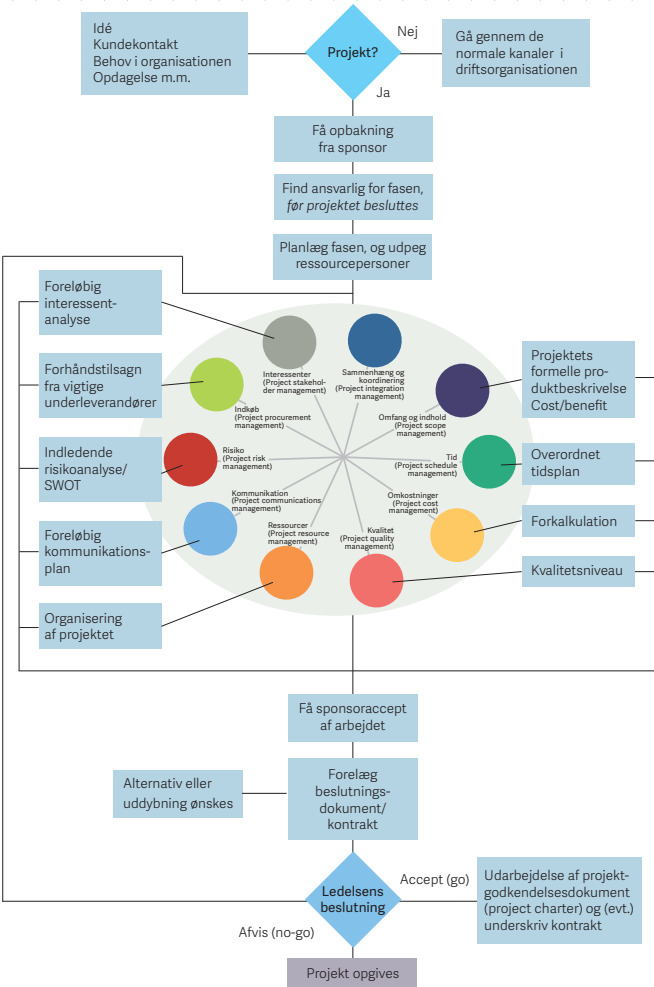 Idé
Kundekontakt
Behov i organisationen
Opdagelse m.m.
Projekt?
Nej
Gå gennem de
normale kanaler i
driftsorganisationen
Ja
Få opbakning
fra sponsor
Find ansvarlig for fasen,
før projektet besluttes
Planlæg fasen, og udpeg
ressourcepersoner
Foreløbig
interessent-
analyse
Forhåndstilsagn
fra vigtige
underleverandører
Indledende
risikoanalyse/
SWOT
Foreløbig
kommunikations-
plan
Organisering
af projektet
Interessenter
(Project stakehol-
der management)
Sammenhæng og
koordinering
(Project integration
management)
Indkøb
(Project procurement
management)
Omfang og indhold
(Project scope
management)
Risiko
(Project risk
management)
Tid
(Project schedule
management)
Kommunikation
(Project communications
management)
Omkostninger
(Project cost
management)
Ressourcer
(Project resource
management)
Kvalitet
(Project quality
management)
Projektets
formelle pro-
duktbeskrivelse
Cost/benefit
Overordnet
tidsplan
Forkalkulation
Kvalitetsniveau
Få sponsoraccept
af arbejdet
Alternativ eller
uddybning ønskes
Forelæg
beslutnings-
dokument/
kontrakt
Ledelsens
beslutning
Accept (go)
Udarbejdelse af projekt-
godkendelsesdokument
(project charter) og (evt.)
underskriv kontrakt
Afvis (no-go)
Projekt opgives